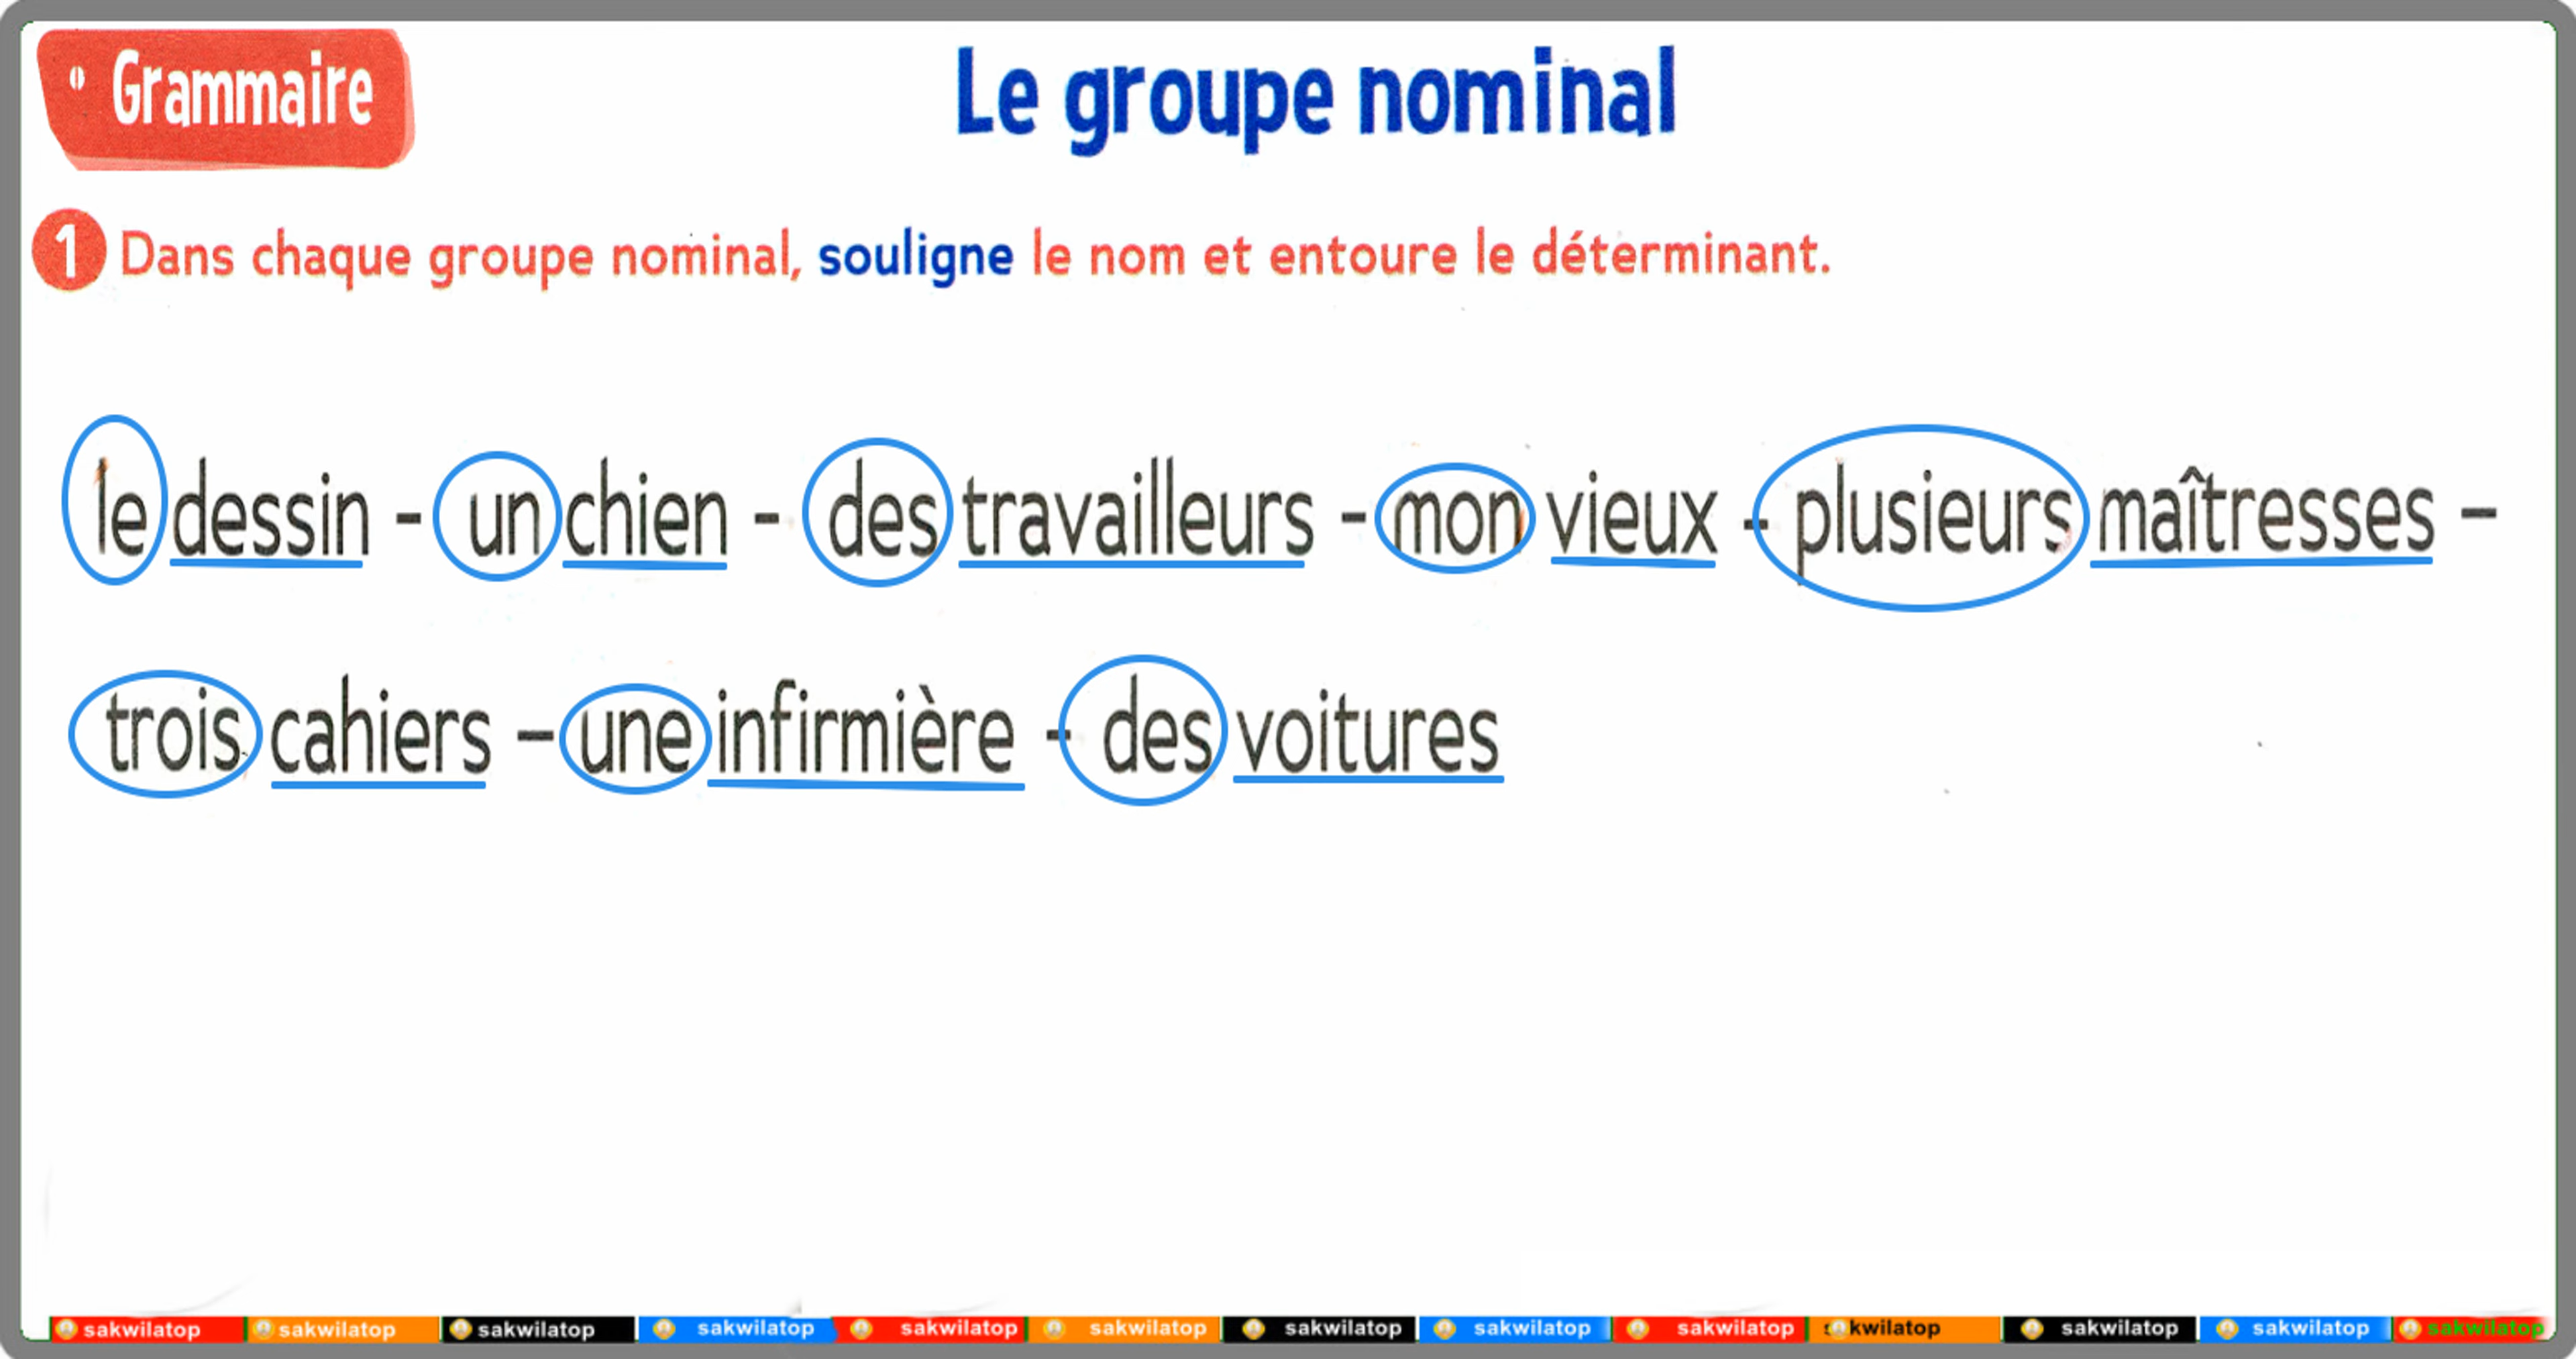 Grammaire
Le groupe nominal
1 Dans chaque groupe nominal, souligne le nom et entoure le déterminant.
le dessin - un chien - des travailleurs - mon vieux - plusieurs maîtresses –
trois cahiers – une infirmière - des voitures
sakwilatop sakwilatop sakwilatop sakwilatop sakwilatop sakwilatop sakwilatop sakwilatop sakwilatop kwilatop sakwilatop sakwilatop sakwilatop